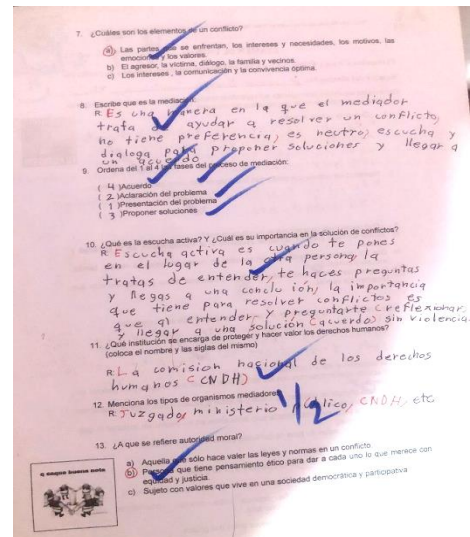 7. ¿Cuáles son los elementos de un conflicto?
a) Las partes que se enfrentan, los intereses y necesidades, los motivos, las
emociones y los valores.
b) El agresor, la víctima, diálogo, la familia y vecinos.
c) Los intereses, la comunicación y la convivencia óptima.
8. Escribe que es la mediación
R: Es una manera en la que el mediador
trata de ayudar a resolver un conflicto,
no tiene preferencia, es neutro, escucha y
dialoga para proponer soluciones y llegar a
un acuerdo
9. Ordena del 1 al 4 las fases del proceso de mediación:
( 4 )Acuerdo
( 2 )Aclaración del problema
( 1 )Presentación del problema
( 3 )Proponer soluciones
10. ¿Qué es la escucha activa? Y ¿Cuál es su importancia en la solución de conflictos?
R: Escucha activa es cuando te pones
en el lugar de la otra persona, la
tratas de entender, te haces preguntas
y llegas a una conclu ión, la importancia
que tiene para resolver conflictos es
que al entender y preguntarte (reflexionar)
y llegar a una solución (acuerdo) sin violencia
11. ¿Qué institución se encarga de proteger y hacer valor los derechos humanos?
(coloca el nombre y las siglas del mismo)
R: La comision nacional de los derechos
humanos (CNDH)
12. Menciona los tipos de organismos mediadores
R: Juzgado, ministerio público, CNDH, etc.
1/2
13. ¿A que se refiere autoridad moral?
a) Aquella que sólo hace valer las leyes y normas en un conflicto
b) Persona que tiene pensamiento ético para dar a cada uno lo que merece con
equidad y justicia.
c) Sujeto con valores que vive en una sociedad democrática y participativa
a saque buena nota